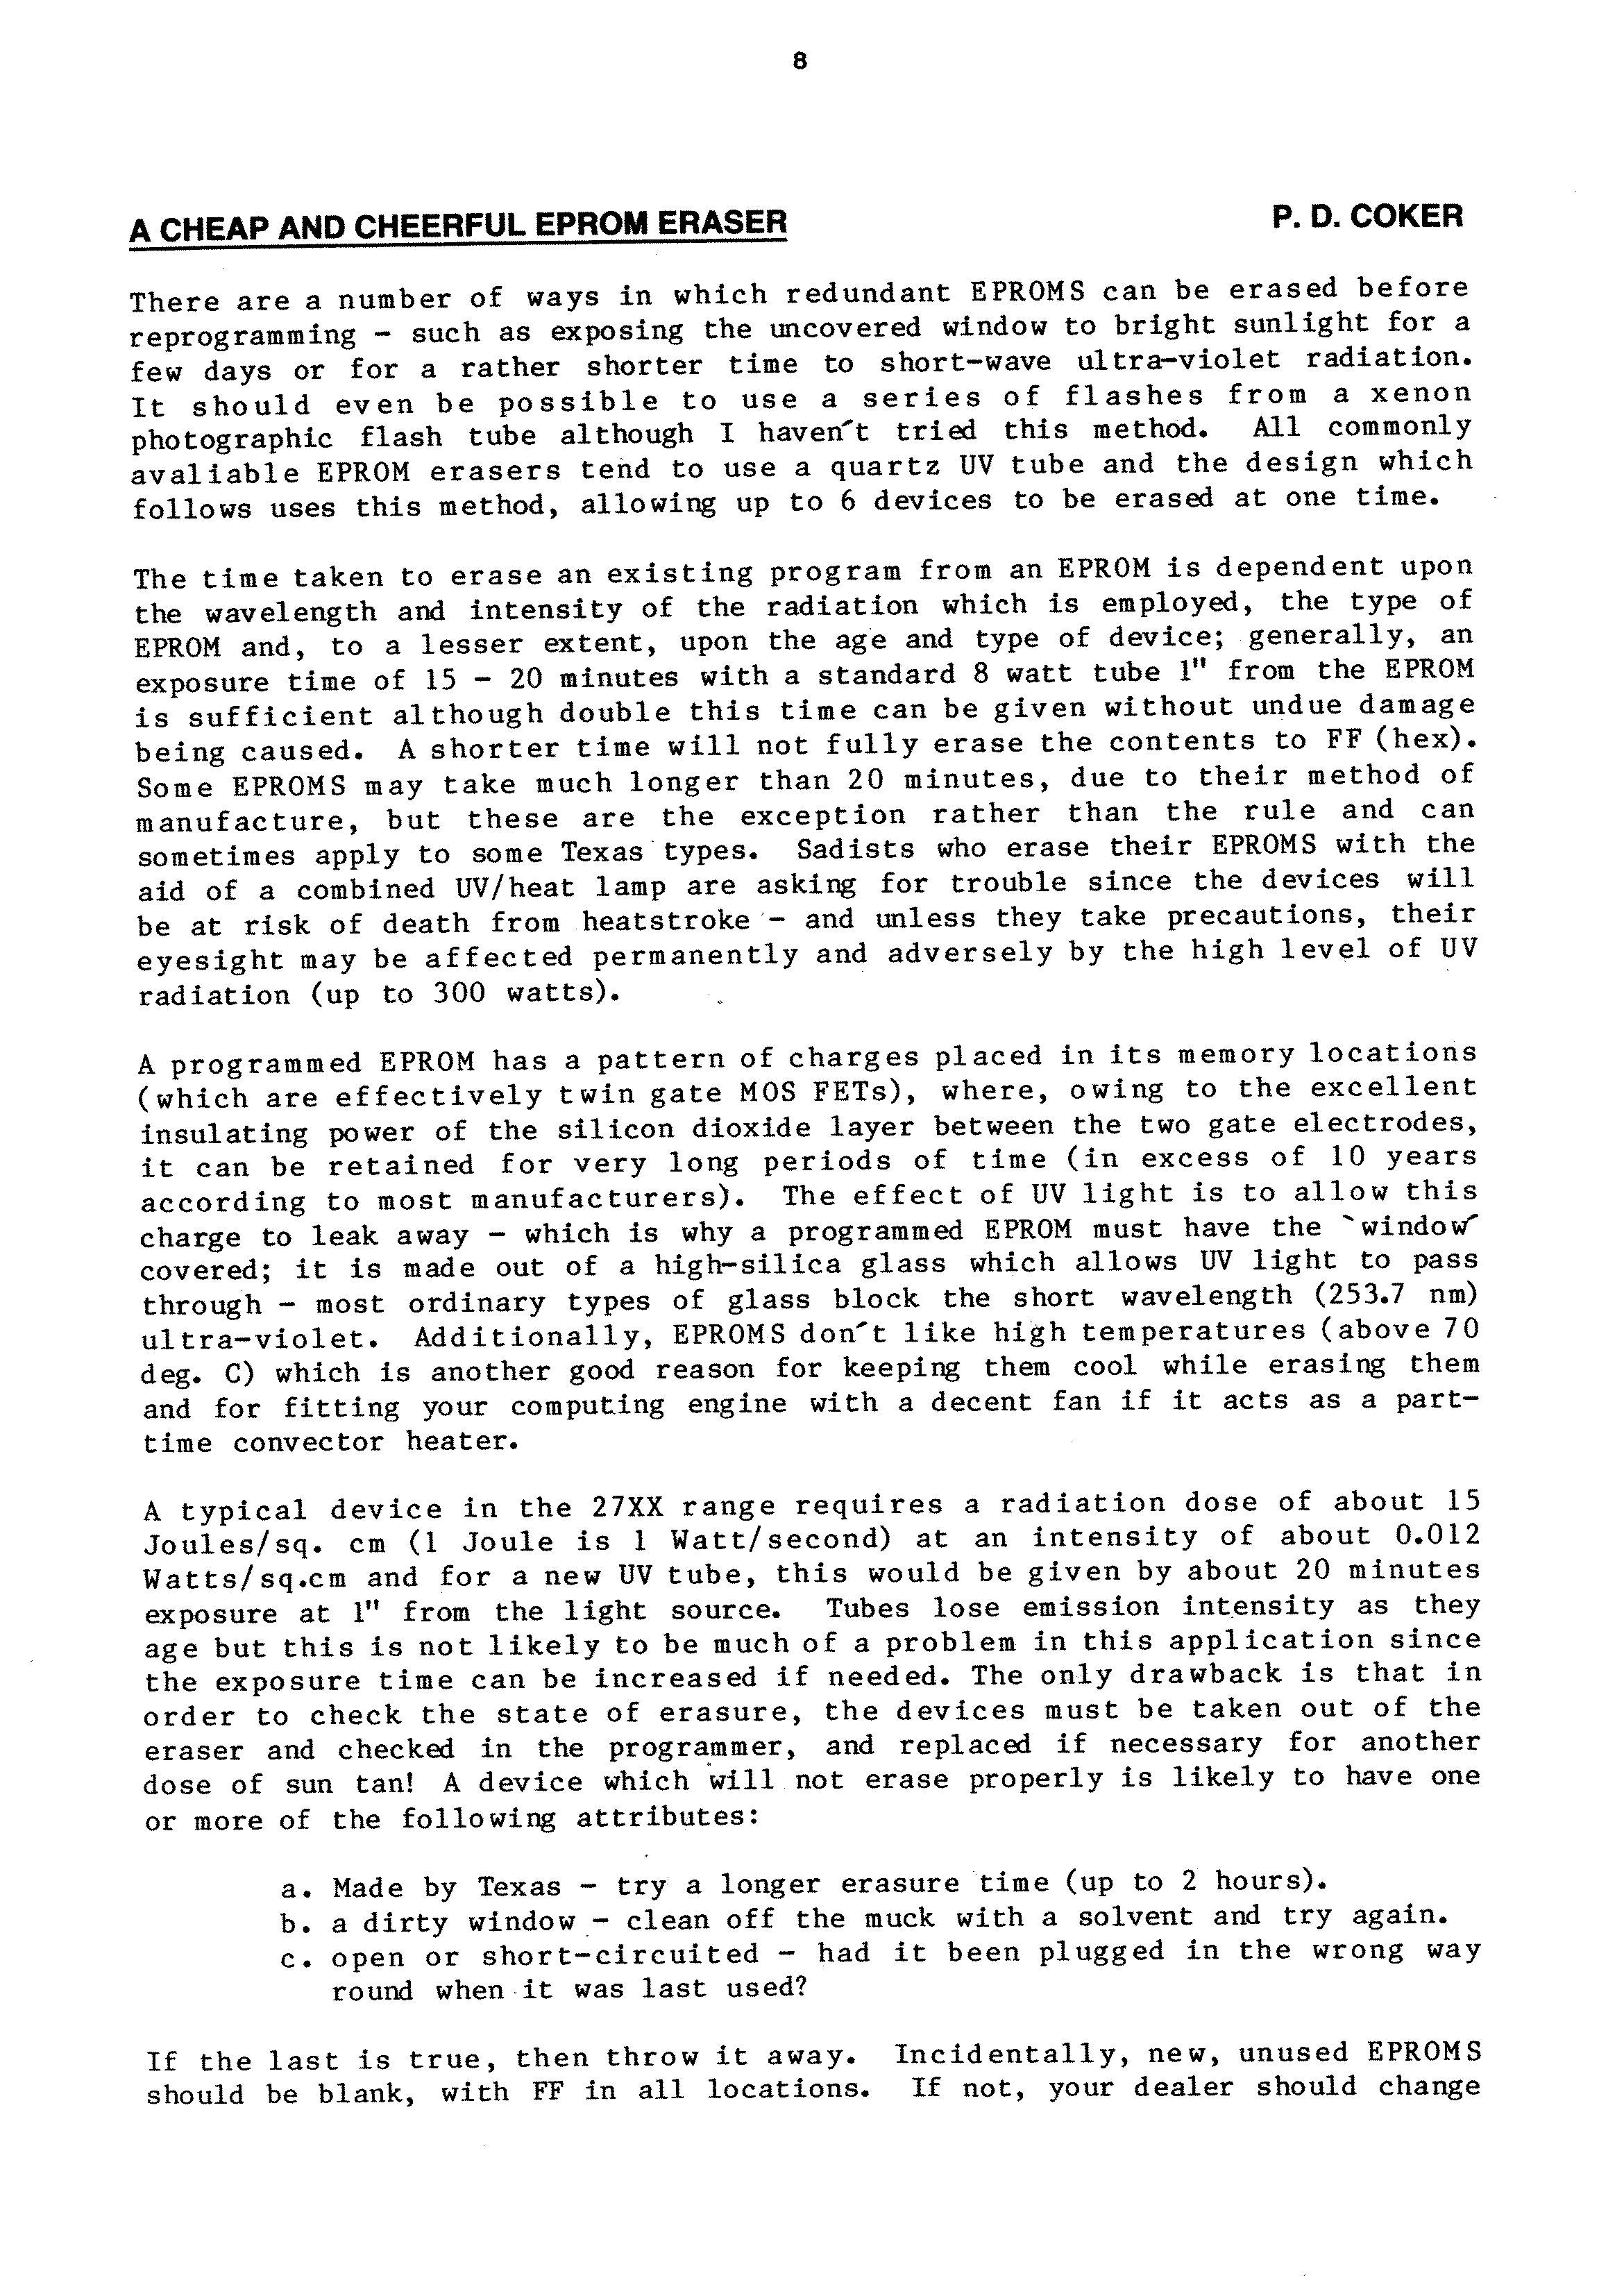 8
A CHEAP AND CHEERFUL EPROM ERASER P. D. COKER
There are a number of ways in which redundant EPROMS can be erased before
reprogramming - such as exposing the uncovered window to bright sunlight for a
few days or for a rather shorter time to short-wave ultra-violet radiation.
It should even be possible to use a series of flashes from a xenon
photographic flash tube although I haven't tried this method. All commonly
avaliable EPROM erasers tend to use a quartz UV tube and the design which
follows uses this method, allowing up to 6 devices to be erased at one time.
The time taken to erase an existing program from an EPROM is dependent upon
the wavelength and intensity of the radiation which is employed, the type of
EPROM and, to a lesser extent, upon the age and type of device; generally, an
exposure time of 15 - 20 minutes with a standard 8 watt tube 1" from the EPROM
is sufficient although double this time can be given without undue damage
being caused. A shorter time will not fully erase the contents to FF (hex).
Some EPROMS may take much longer than 20 minutes, due to their method of
manufacture, but these are the exception rather than the rule and can
sometimes apply to some Texas types. Sadists who erase their EPROMS with the
aid of a combined UV/heat lamp are asking for trouble since the devices will
be at risk of death from heatstroke - and unless they take precautions, their
eyesight may be affected permanently and adversely by the high level of UV
radiation (up to 300 watts).
A programmed EPROM has a pattern of charges placed in its memory locations
(which are effectively twin gate MOS FETs), where, owing to the excellent
insulating power of the silicon dioxide layer between the two gate electrodes,
it can be retained for very long periods of time (in excess of 10 years
according to most manufacturers). The effect of UV light is to allow this
charge to leak away - which is why a programmed EPROM must have the `window'
covered; it is made out of a high-silica glass which allows UV light to pass
through - most ordinary types of glass block the short wavelength (253.7 nm)
ultra-violet. Additionally, EPROMS don't like high temperatures (above 70
deg. C) which is another good reason for keeping them cool while erasing them
and for fitting your computing engine with a decent fan if it acts as a part-
time convector heater.
A typical device in the 27XX range requires a radiation dose of about 15
Joules/sq. cm (1 Joule is 1 Watt/second) at an intensity of about 0.012
Watts/sq.cm and for a new UV tube, this would be given by about 20 minutes
exposure at 1" from the light source. Tubes lose emission intensity as they
age but this is not likely to be much of a problem in this application since
the exposure time can be increased if needed. The only drawback is that in
order to check the state of erasure, the devices must be taken out of the
eraser and checked in the programmer, and replaced if necessary for another
dose of sun tan! A device which will not erase properly is likely to have one
or more of the following attributes:
a. Made by Texas - try a longer erasure time (up to 2 hours).
b. a dirty window - clean off the muck with a solvent and try again.
c. open or short-circuited - had it been plugged in the wrong way
round when it was last used?
If the last is true, then throw it away. Incidentally, new, unused EPROMS
should be blank, with FF in all locations. If not, your dealer should change